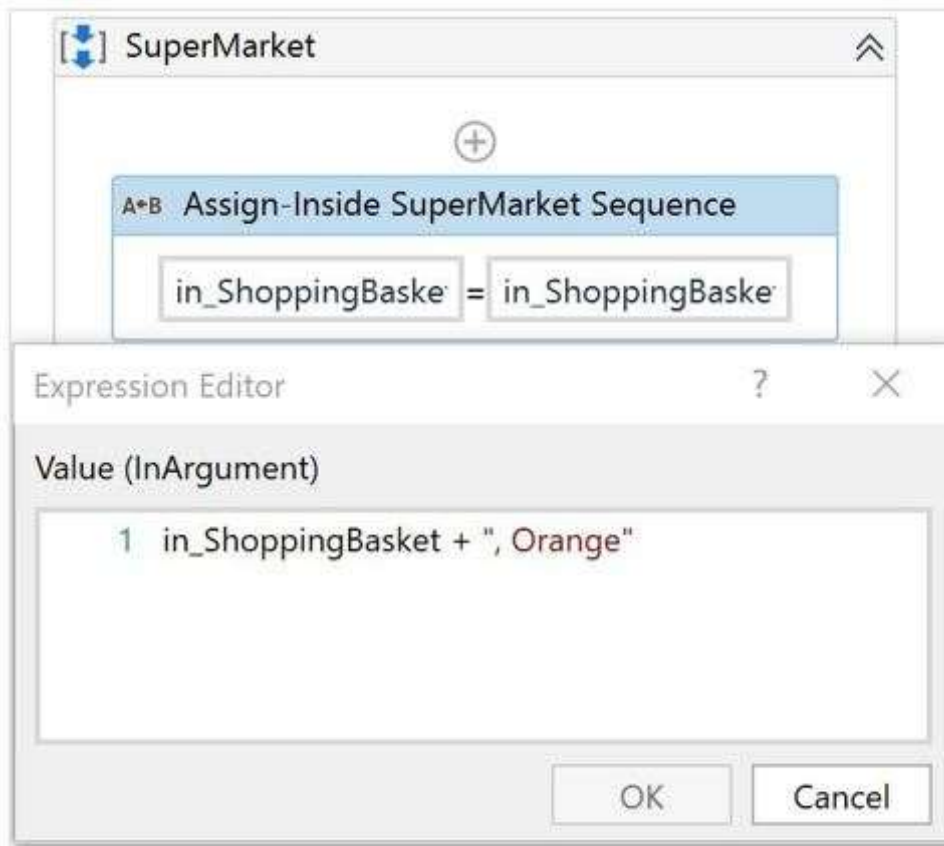 SuperMarket
A←B Assign-Inside SuperMarket Sequence
in_ShoppingBaske = in_ShoppingBaske
Expression Editor ? ×
Value (InArgument)
1 in_ShoppingBasket + ", Orange"
OK Cancel